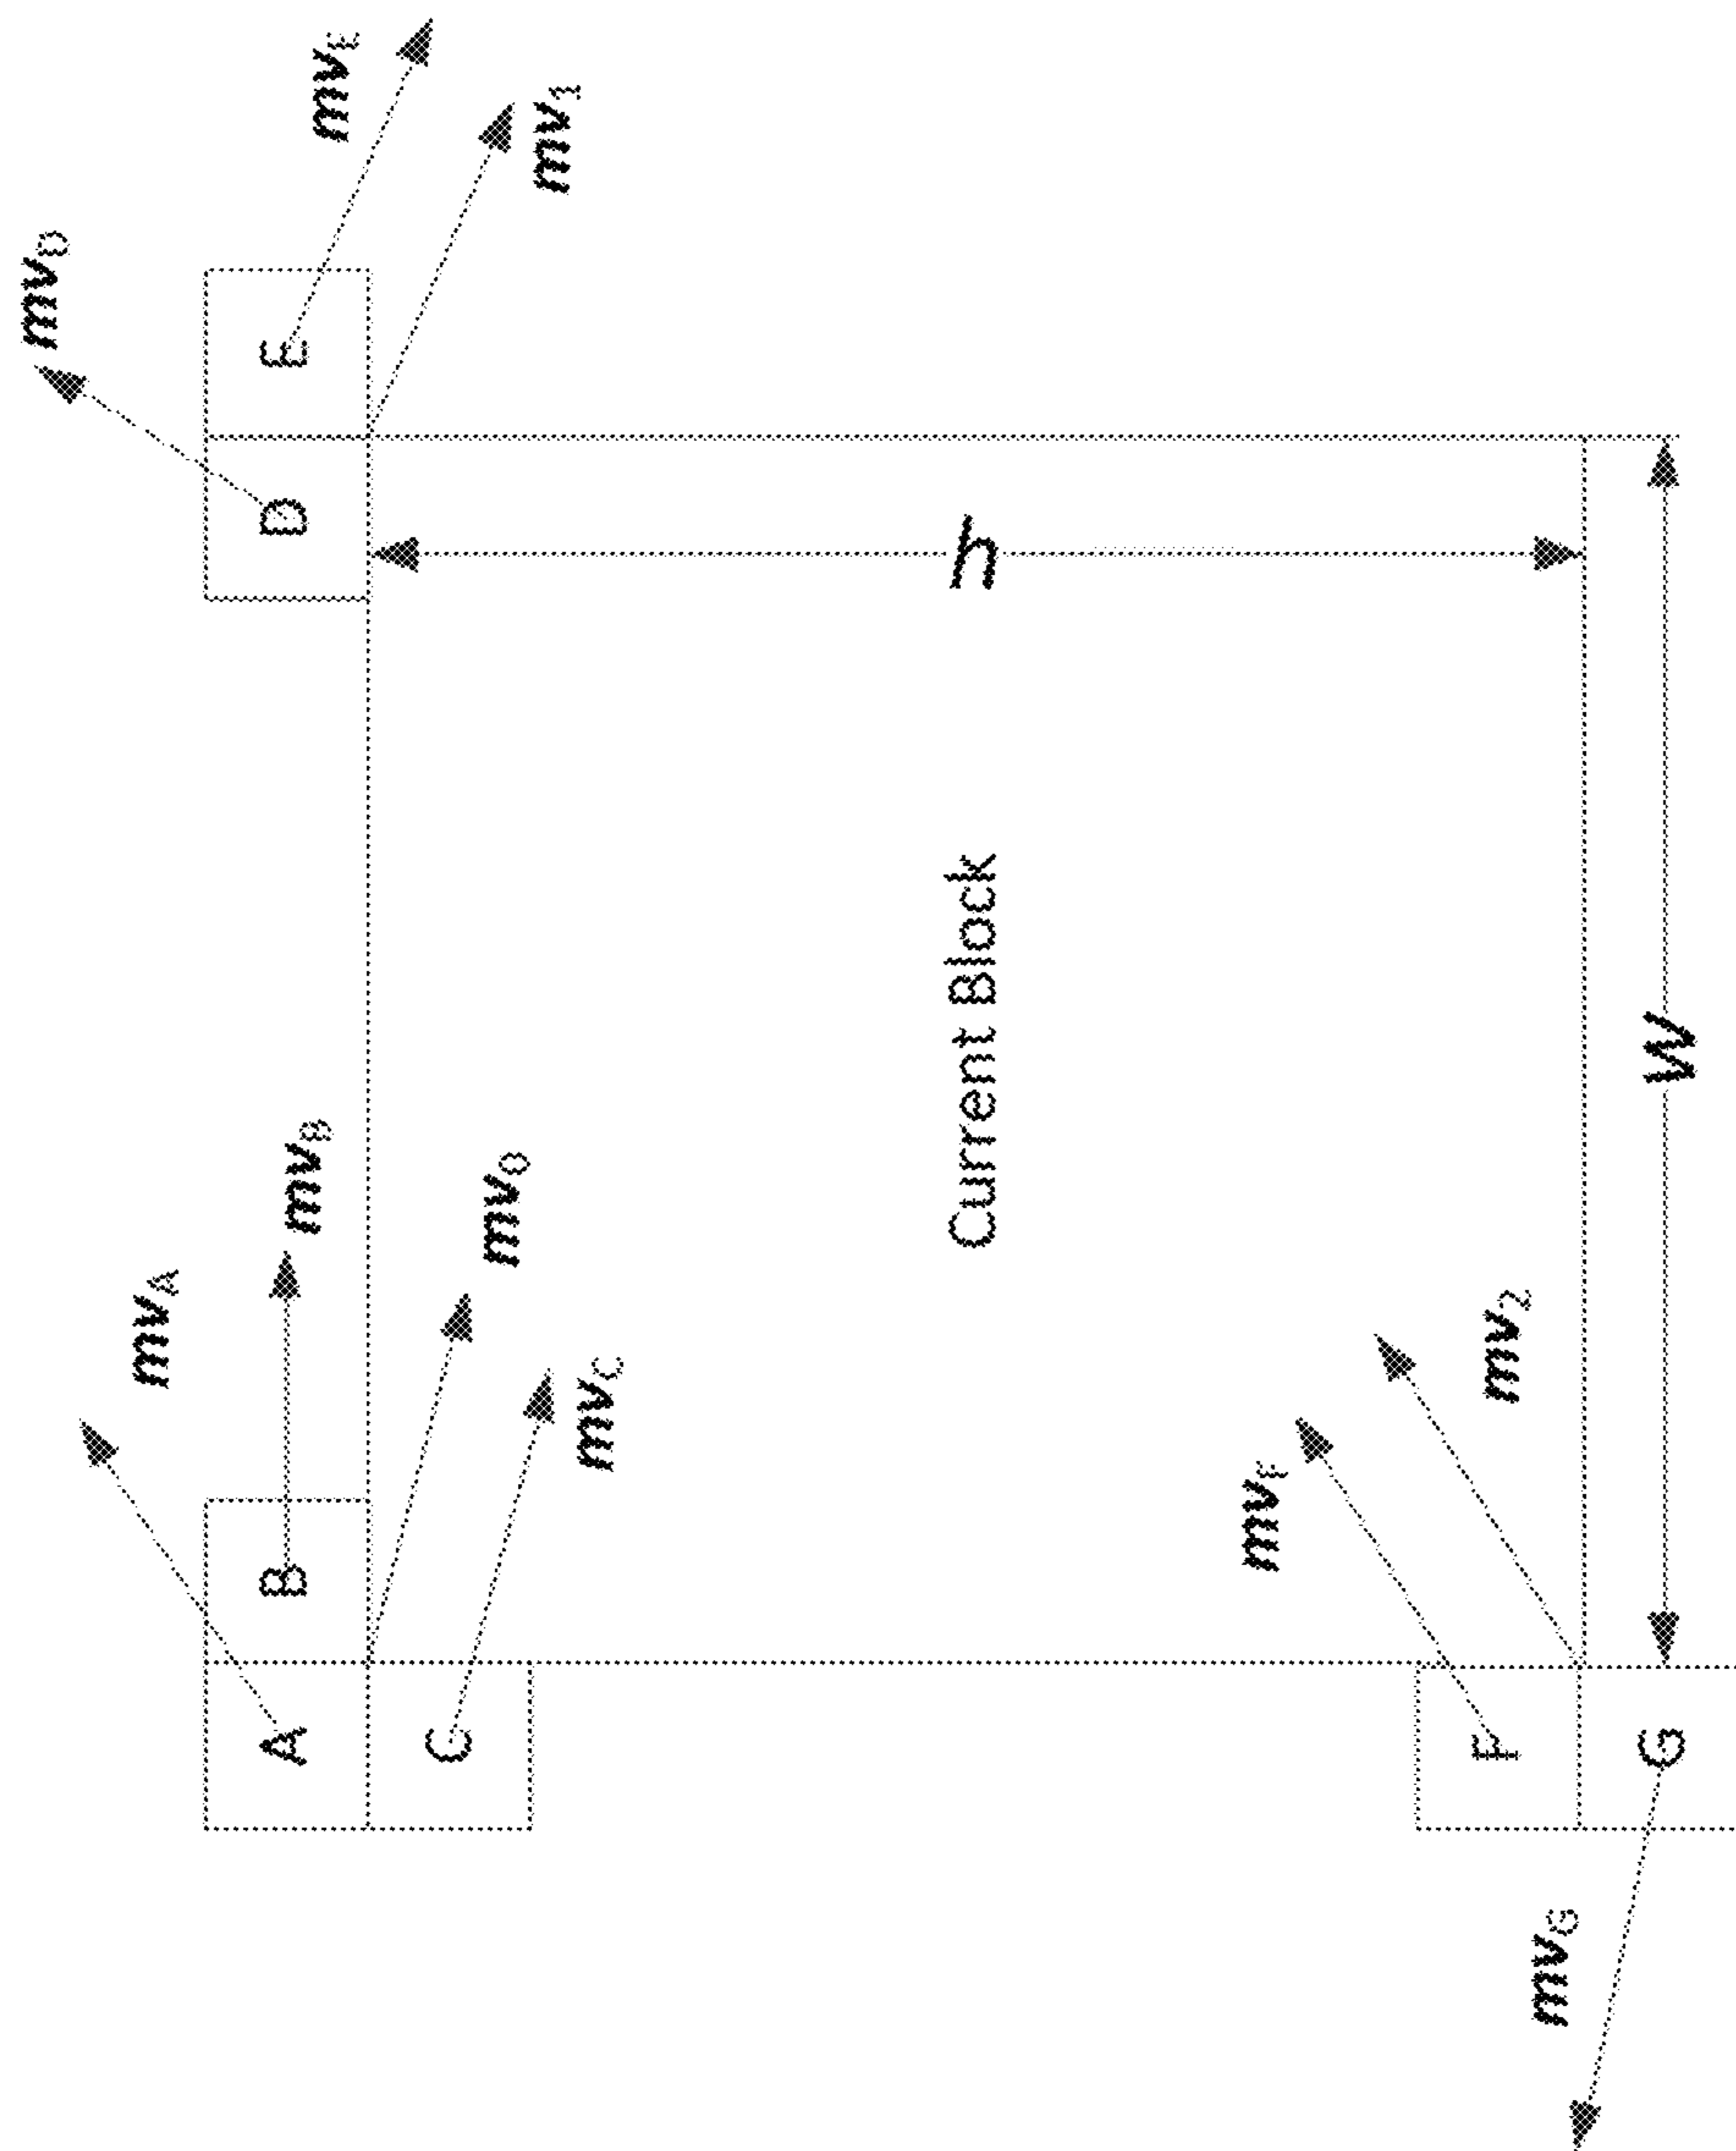 mv_A
mv_B
mv_D
mv_E
A
B
D
E
mv_0
mv_1
C
mv_C
Current Block
h
mv_F
F
mv_2
mv_G
G
w